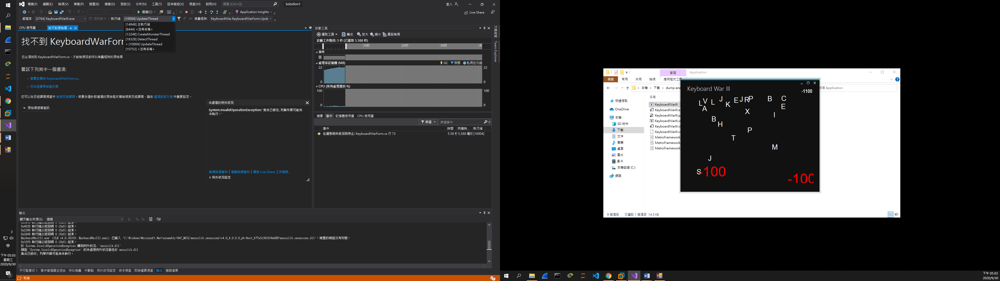 檔案(F) 編輯(E) 檢視(V) 專案(P) 建置(B) 偵錯(D) 測試(S) 分析(N) 工具(T) 延伸模組(X) 視窗(W) 說明(H) 搜尋 (Ctrl+Q) Solution1 登入
繼續(C) Application Insights Live Share
處理序: [3764] KeyboardWarIII.exe 週期事件 執行緒: [10004] UpdateThread 堆疊框架: KeyboardWar.KeyboardWarForm.Upda
[14848] 主執行緒
[8444] <沒有名稱>
[12248] CreateMonsterThread
[18328] DetectThread
> [10004] UpdateThread
[10752] <沒有名稱>
CPU 使用量 找不到原始碼
找不到 KeyboardWarForm
您必須找到 KeyboardWarForm.cs，才能檢視目前呼叫堆疊框架的原始碼
嘗試下列其中一個選項:
- 瀏覽並尋找 KeyboardWarForm.cs...
- 反向組譯原始程式碼
您可以在反組譯碼視窗中 檢視反組譯碼。若要永遠針對遺漏的原始程式檔檢視其反組譯碼，請在 選項對話方塊 中變更設定。
原始碼搜尋資訊
未處理的例外狀況
System.InvalidOperationException: '集合已修改; 列舉作業可能尚
未執行。'
檢視詳細資料 | 複製詳細資料 | 開始 Live Share 工作階段...
例外狀況設定
診斷工具
選取工具 輸出 放大 縮小 重設檢視
診斷工作階段: 5 秒 (已選取 5.588 秒)
10秒 20秒 30秒
事件
處理序記憶體 (MB) GC 快照 私用位元組
22 22
0 0
CPU (所有處理器的 %)
100 100
0 0
摘要 事件 記憶體使用量 CPU 使用量
篩選 篩選事件
事件 時間 持續時... 執行緒
在遇到例外狀況時停止: KeyboardWarForm.cs 行 73 5.58 秒 5,588 毫秒 [10004]
方案總管
Team Explorer
輸出
顯示輸出來源(S): 偵錯
0x4030 執行緒以返回碼 0 (0x0) 結束。
0x2398 執行緒以返回碼 0 (0x0) 結束。
0x2d48 執行緒以返回碼 0 (0x0) 結束。
KeyboardWarIII.exe' (CLR v4.0.30319: KeyboardWarIII.exe): 已載入 'C:\Windows\Microsoft.Net\assembly\GAC_MSIL\mscorlib.resources\v4.0_4.0.0.0_zh-Hant_b77a5c561934e089\mscorlib.resources.dll'。建置的模組沒有符號。
0x1ff0 執行緒以返回碼 0 (0x0) 結束。
於 System.InvalidOperationException 擲回例外狀況: 'mscorlib.dll'
類型 'System.InvalidOperationException' 的未處理例外狀況發生於 mscorlib.dll
集合已修改; 列舉作業可能尚未執行。
平行監看式 1 套件管理器主控台 呼叫堆疊 中斷點 例外狀況設定 命令視窗 即時運算視窗 輸出 錯誤清單
就緒
3
中
下午 05:03
星期三
2020/9/30
1
管理 Application
檔案 常用 共用 檢視 應用程式工具
本機 下載 dump ana 搜尋 Application
快速存取
OneDrive
本機
3D 物件
下載
文件
音樂
桌面
圖片
影片
本機磁碟 (C:)
網路
名稱
KeyboardWarIII
KeyboardWarIII.e
KeyboardWarIII.p
KeyboardWarIII.vs
KeyboardWarIII.vs
KeyboardWarIII.vs
MetroFramework
MetroFramework
MetroFramework
9 個項目 已選取 1 個項目 14.5 KB
Keyboard War III
-1100
L V L J K E J R P B C
A X I E
B H
T P
M
J
S -100 -100
下午 05:03
2020/9/30